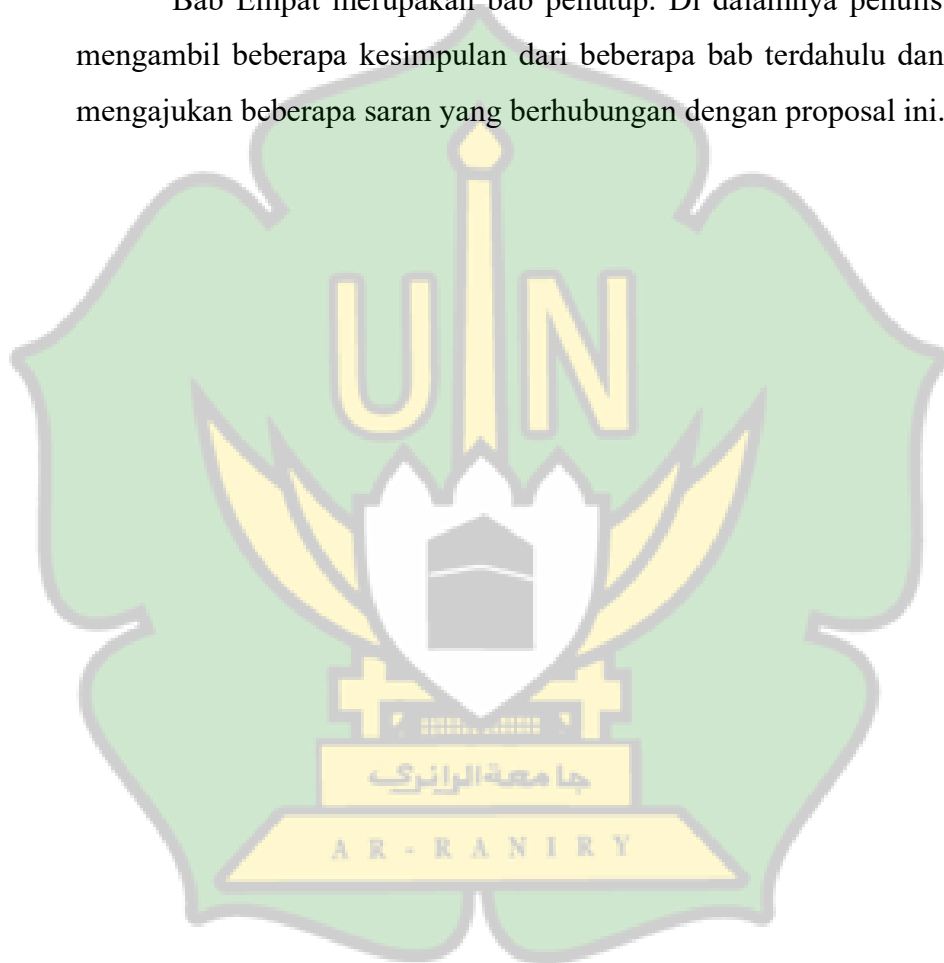 Bab Empat merupakan bab penutup. Di dalamnya penulis
mengambil beberapa kesimpulan dari beberapa bab terdahulu dan
mengajukan beberapa saran yang berhubungan dengan proposal ini.
UIN
جامعة الرانري
AR-RANIRY